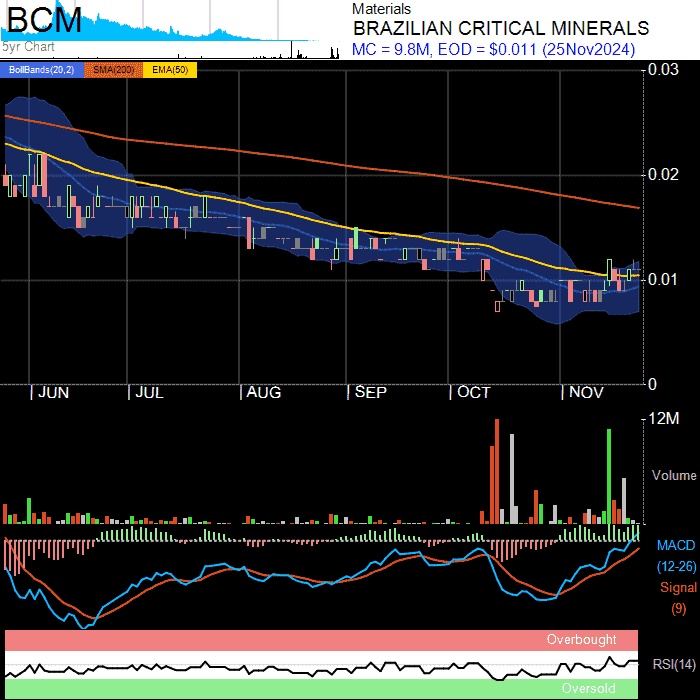 BCM
5yr Chart
Materials
BRAZILIAN CRITICAL MINERALS
MC = 9.8M, EOD = $0.011 (25Nov2024)
BollBands(20,2) SMA(200) EMA(50)
0.03
0.02
0.01
0
| JUN | JUL | AUG | SEP | OCT | NOV
12M
Volume
MACD
(12-26)
Signal
(9)
Overbought
RSI(14)
Oversold